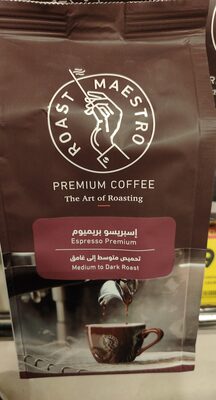 ROAST MAESTRO
PREMIUM COFFEE
The Art of Roasting
إسبريسو بريميوم
Espresso Premium
تحميص متوسط إلى غامق
Medium to Dark Roast